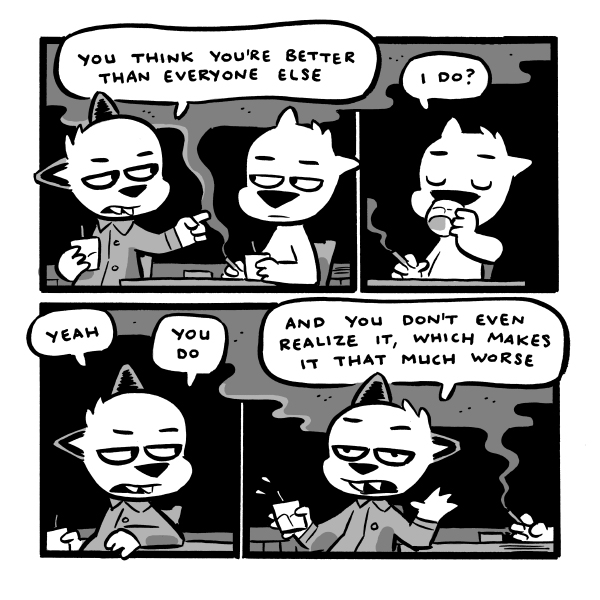 YOU THINK YOU'RE BETTER
THAN EVERYONE ELSE
I DO?
YEAH
YOU
DO
AND YOU DON'T EVEN
REALIZE IT, WHICH MAKES
IT THAT MUCH WORSE